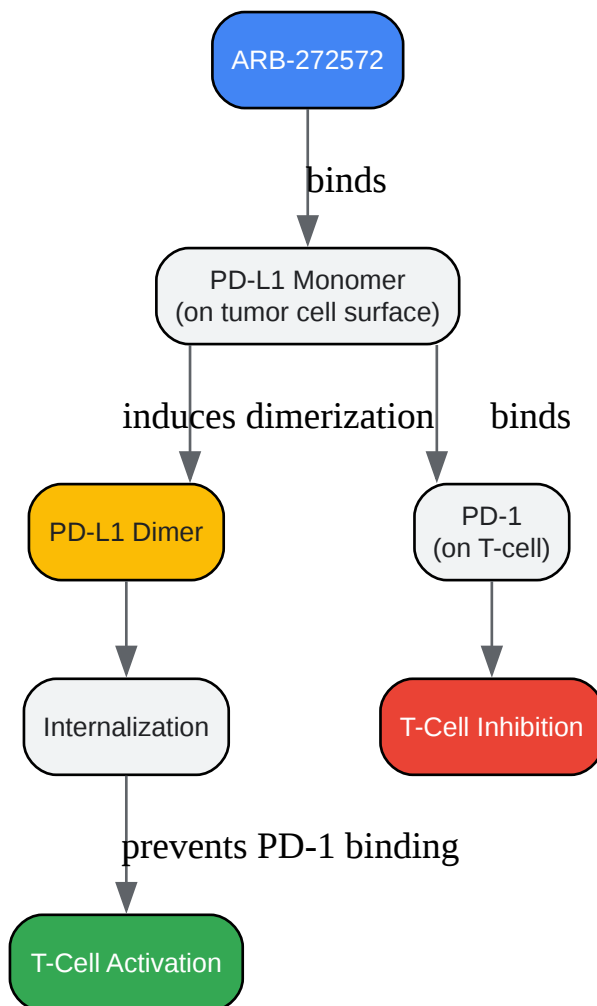 ARB-272572
binds
PD-L1 Monomer
(on tumor cell surface)
induces dimerization
binds
PD-L1 Dimer
PD-1
(on T-cell)
Internalization
T-Cell Inhibition
prevents PD-1 binding
T-Cell Activation